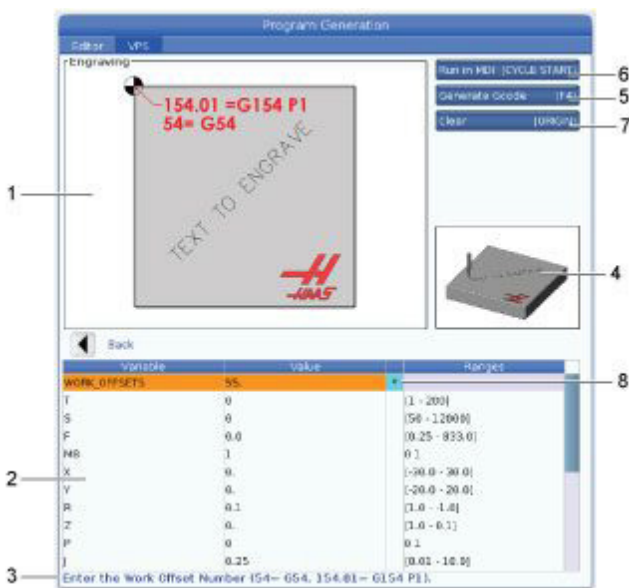 Program Generation
Editor VPS
Engraving
154.01 =G154 P1
54= G54
TEXT TO ENGRAVE
HAAS
Run in MDI [CYCLE START]
6
Generate Gcode [F4]
5
Clear [ORIGIN]
7
1
4
Back
Variable Value Ranges
WORK_OFFSETS 55. 8
T 0 [1 - 200]
S 0 [50 - 12000]
F 0.0 [0.25 - 833.0]
M8 1 0 1
X 0. [-30.0 - 30.0]
2
Y 0. [-20.0 - 20.0]
R 0.1 [1.0 - -1.0]
Z 0. [1.0 - 0.1]
P 0 0 1
J 0.25 [0.01 - 10.0]
3
Enter the Work Offset Number (54= G54, 154.01= G154 P1).